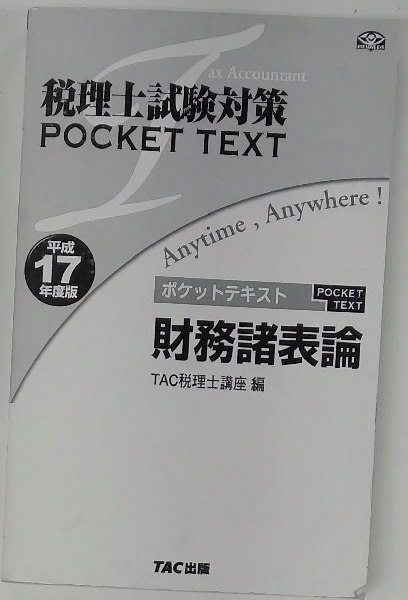 Tax Accountant
税理士試験対策
POCKET TEXT
Anytime, Anywhere!
平成
17
年度版
ポケットテキスト
POCKET
TEXT
財務諸表論
TAC税理士講座 編
TAC出版